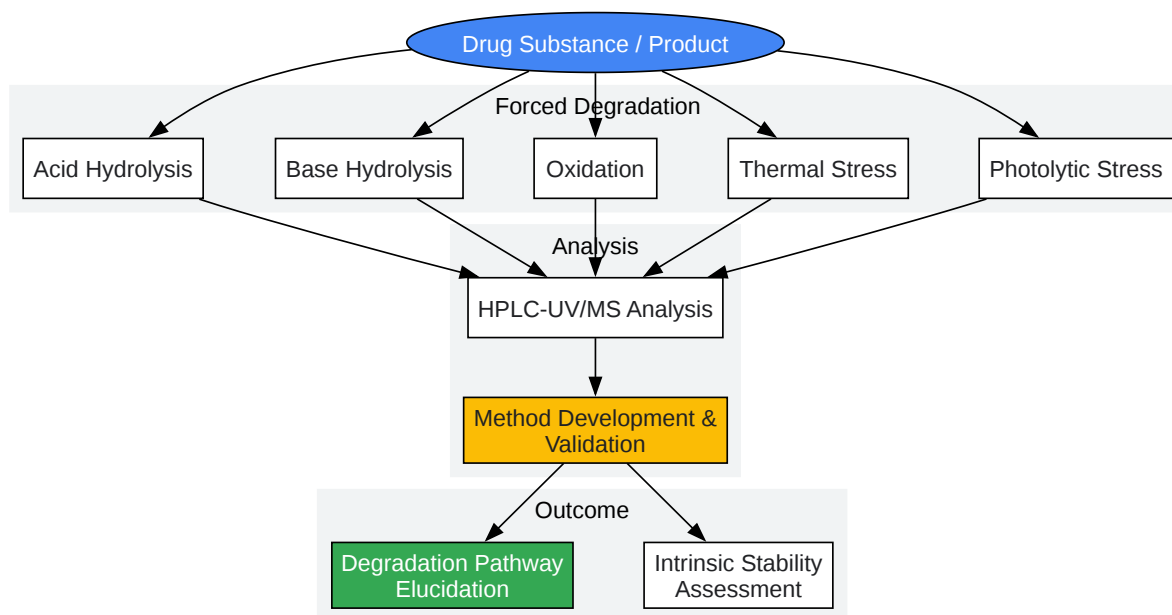 Drug Substance / Product
Forced Degradation
Acid Hydrolysis
Base Hydrolysis
Oxidation
Thermal Stress
Photolytic Stress
Analysis
HPLC-UV/MS Analysis
Method Development &
Validation
Outcome
Degradation Pathway
Elucidation
Intrinsic Stability
Assessment